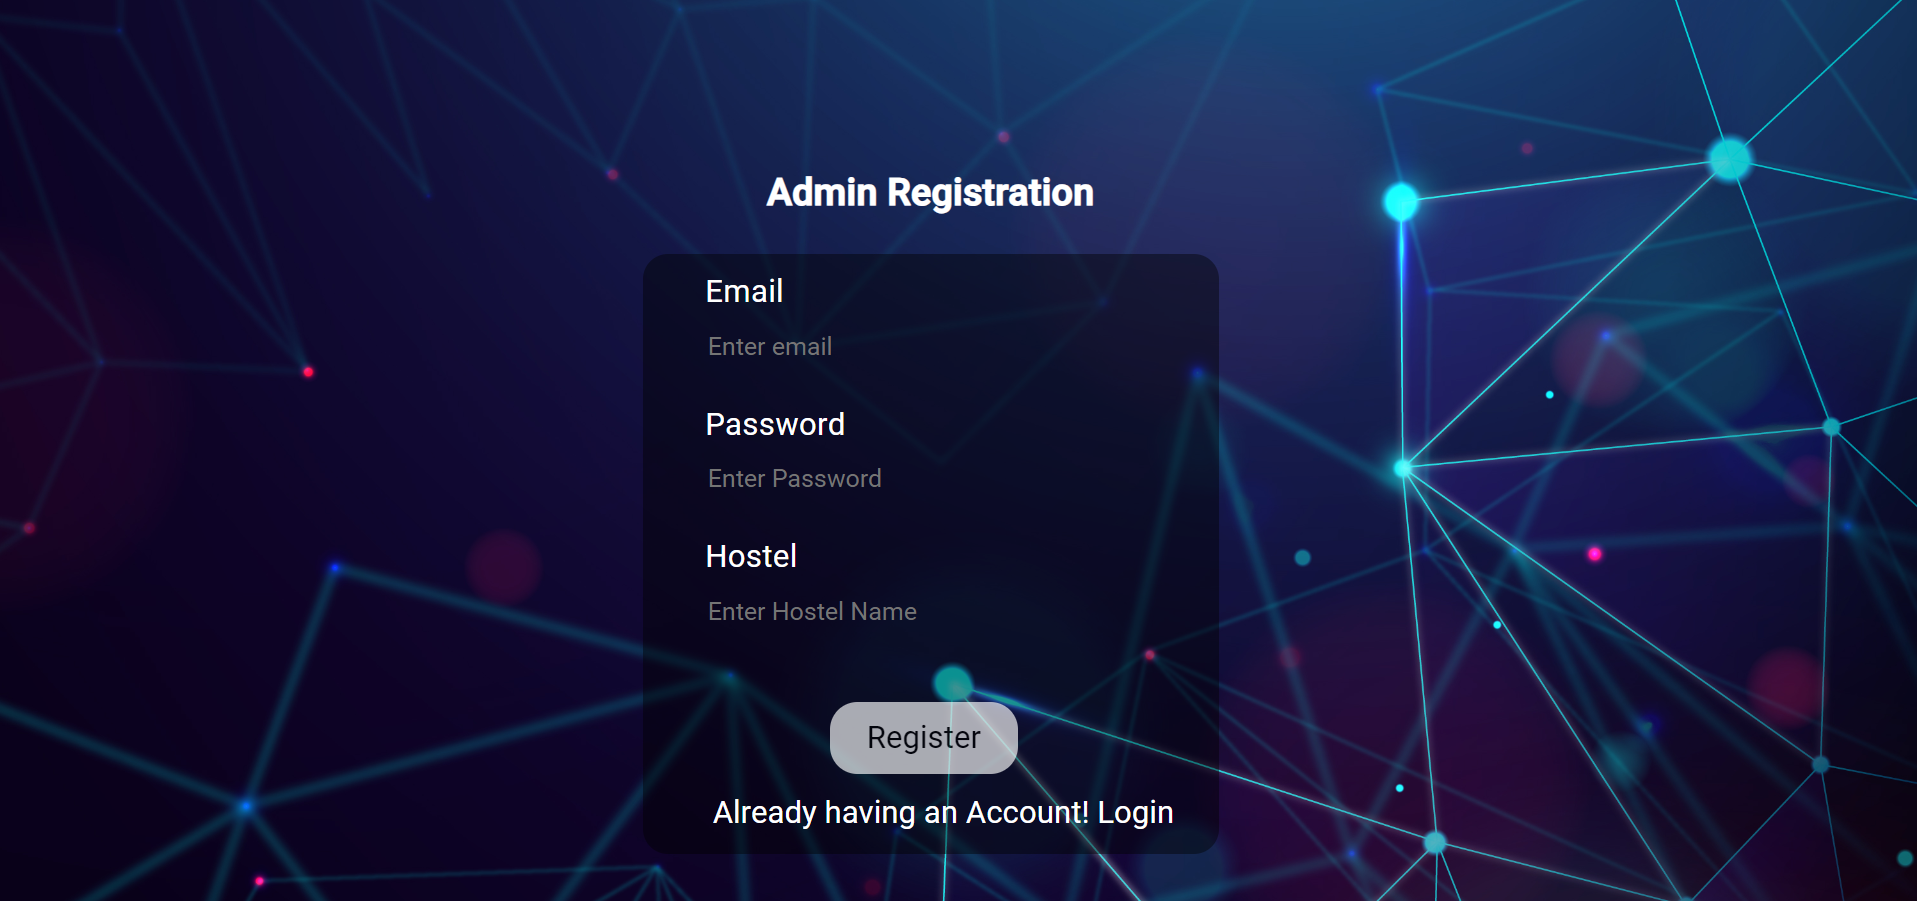 Admin Registration
Email
Enter email
Password
Enter Password
Hostel
Enter Hostel Name
Register
Already having an Account! Login